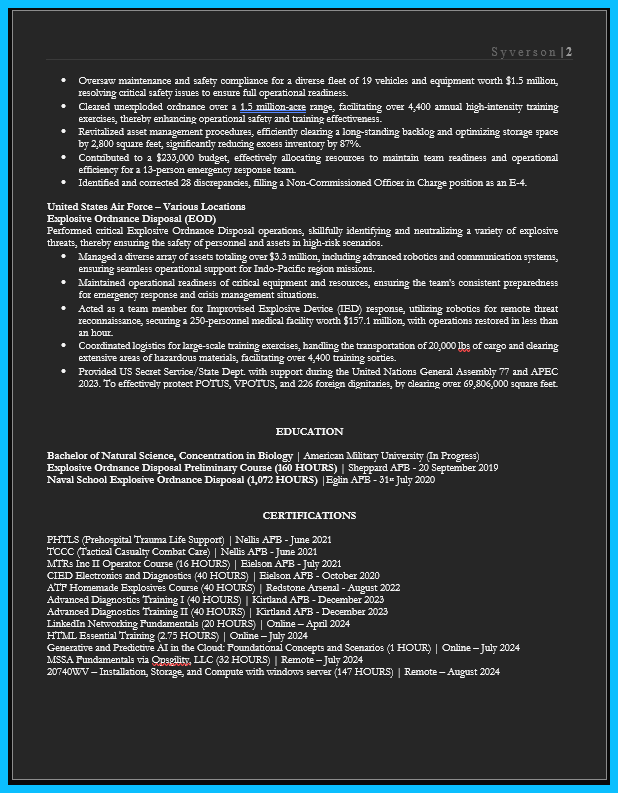 Syverson | 2
• Oversaw maintenance and safety compliance for a diverse fleet of 19 vehicles and equipment worth $1.5 million,
resolving critical safety issues to ensure full operational readiness.
• Cleared unexploded ordnance over a 1.5 million-acre range, facilitating over 4,400 annual high-intensity training
exercises, thereby enhancing operational safety and training effectiveness.
• Revitalized asset management procedures, efficiently clearing a long-standing backlog and optimizing storage space
by 2,800 square feet, significantly reducing excess inventory by 87%.
• Contributed to a $233,000 budget, effectively allocating resources to maintain team readiness and operational
efficiency for a 13-person emergency response team.
• Identified and corrected 28 discrepancies, filling a Non-Commissioned Officer in Charge position as an E-4.
United States Air Force – Various Locations
Explosive Ordnance Disposal (EOD)
Performed critical Explosive Ordnance Disposal operations, skillfully identifying and neutralizing a variety of explosive
threats, thereby ensuring the safety of personnel and assets in high-risk scenarios.
• Managed a diverse array of assets totaling over $3.3 million, including advanced robotics and communication systems,
ensuring seamless operational support for Indo-Pacific region missions.
• Maintained operational readiness of critical equipment and resources, ensuring the team's consistent preparedness
for emergency response and crisis management situations.
• Acted as a team member for Improvised Explosive Device (IED) response, utilizing robotics for remote threat
reconnaissance, securing a 250-personnel medical facility worth $157.1 million, with operations restored in less than
an hour.
• Coordinated logistics for large-scale training exercises, handling the transportation of 20,000 lbs of cargo and clearing
extensive areas of hazardous materials, facilitating over 4,400 training sorties.
• Provided US Secret Service/State Dept. with support during the United Nations General Assembly 77 and APEC
2023. To effectively protect POTUS, VPOTUS, and 226 foreign dignitaries, by clearing over 69,806,000 square feet.
EDUCATION
Bachelor of Natural Science, Concentration in Biology | American Military University (In Progress)
Explosive Ordnance Disposal Preliminary Course (160 HOURS) | Sheppard AFB - 20 September 2019
Naval School Explosive Ordnance Disposal (1,072 HOURS) |Eglin AFB - 31st July 2020
CERTIFICATIONS
PHTLS (Prehospital Trauma Life Support) | Nellis AFB - June 2021
TCCC (Tactical Casualty Combat Care) | Nellis AFB - June 2021
MTRs Inc II Operator Course (16 HOURS) | Eielson AFB - July 2021
CIED Electronics and Diagnostics (40 HOURS) | Eielson AFB - October 2020
ATF Homemade Explosives Course (40 HOURS) | Redstone Arsenal - August 2022
Advanced Diagnostics Training I (40 HOURS) | Kirtland AFB - December 2023
Advanced Diagnostics Training II (40 HOURS) | Kirtland AFB - December 2023
LinkedIn Networking Fundamentals (20 HOURS) | Online – April 2024
HTML Essential Training (2.75 HOURS) | Online – July 2024
Generative and Predictive AI in the Cloud: Foundational Concepts and Scenarios (1 HOUR) | Online – July 2024
MSSA Fundamentals via Opsgility, LLC (32 HOURS) | Remote – July 2024
20740WV – Installation, Storage, and Compute with windows server (147 HOURS) | Remote – August 2024